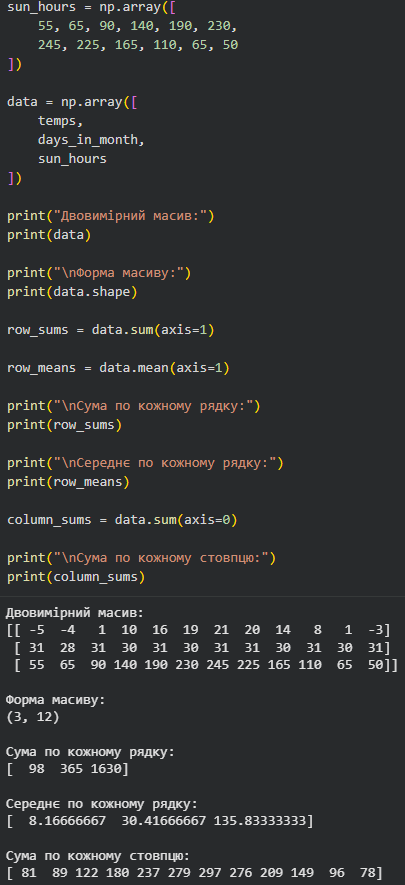 sun_hours = np.array([
    55, 65, 90, 140, 190, 230,
    245, 225, 165, 110, 65, 50
])

data = np.array([
    temps,
    days_in_month,
    sun_hours
])

print("Двовимірний масив:")
print(data)

print("\nФорма масиву:")
print(data.shape)

row_sums = data.sum(axis=1)

row_means = data.mean(axis=1)

print("\nСума по кожному рядку:")
print(row_sums)

print("\nСереднє по кожному рядку:")
print(row_means)

column_sums = data.sum(axis=0)

print("\nСума по кожному стовпцю:")
print(column_sums)

Двовимірний масив:
[[ -5  -4   1  10  16  19  21  20  14   8   1  -3]
 [ 31  28  31  30  31  30  31  31  30  31  30  31]
 [ 55  65  90 140 190 230 245 225 165 110  65  50]]

Форма масиву:
(3, 12)

Сума по кожному рядку:
[  98  365 1630]

Середнє по кожному рядку:
[  8.16666667  30.41666667 135.83333333]

Сума по кожному стовпцю:
[ 81  89 122 180 237 279 297 276 209 149  96  78]